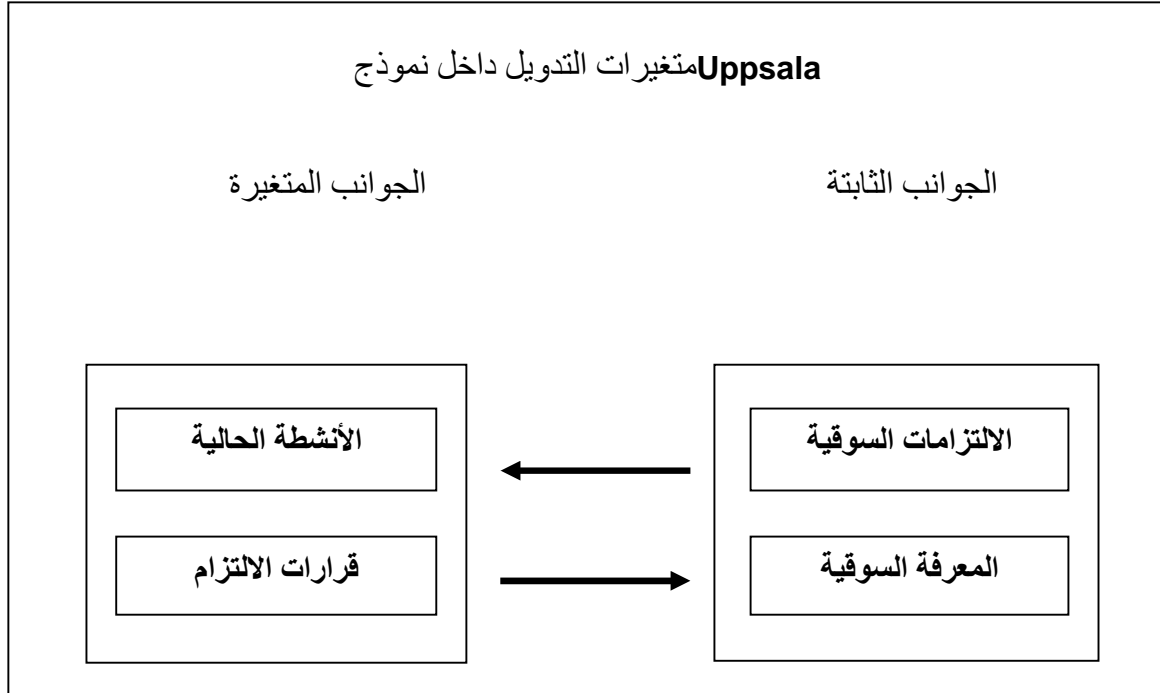 متغيرات التدويل داخل نموذج Uppsala
الجوانب الثابتة
الجوانب المتغيرة
الالتزامات السوقية
الأنشطة الحالية
المعرفة السوقية
قرارات الالتزام